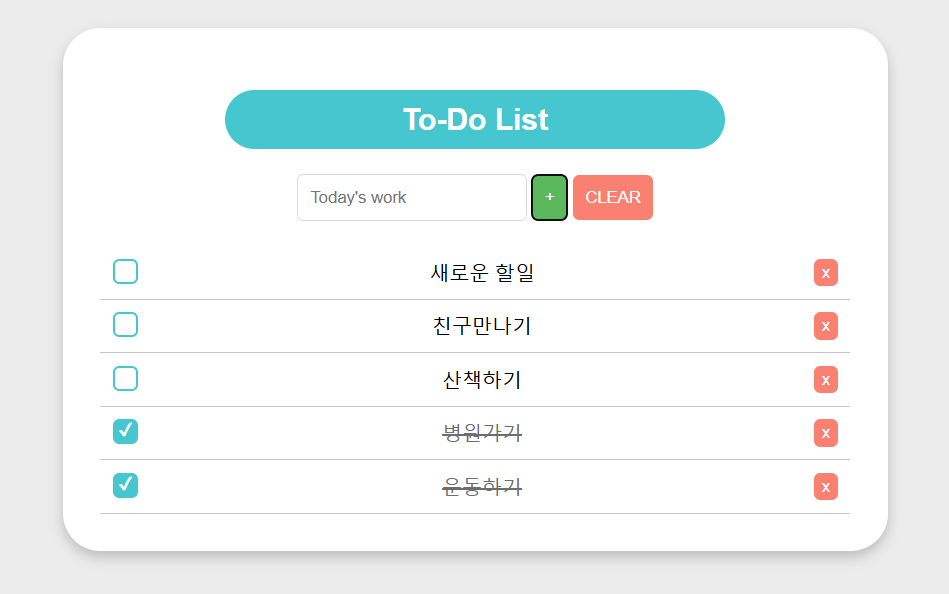 To-Do List
Today's work + CLEAR
새로운 할일 x
친구만나기 x
산책하기 x
병원가기 x
운동하기 x